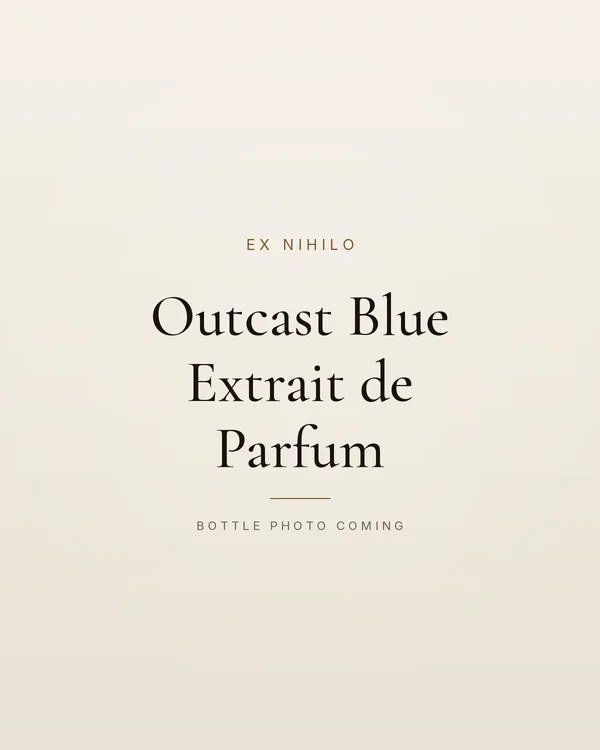 EX NIHILO
Outcast Blue
Extrait de
Parfum
BOTTLE PHOTO COMING